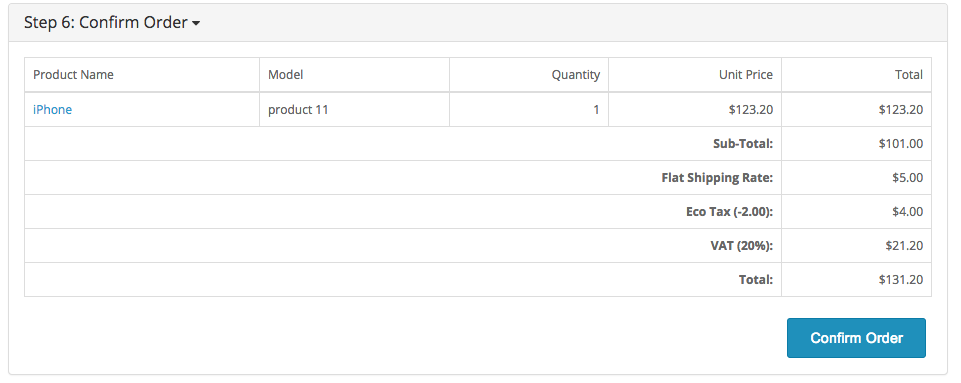 Step 6: Confirm Order
Product Name Model Quantity Unit Price Total
iPhone product 11 1 $123.20 $123.20
Sub-Total: $101.00
Flat Shipping Rate: $5.00
Eco Tax (-2.00): $4.00
VAT (20%): $21.20
Total: $131.20
Confirm Order